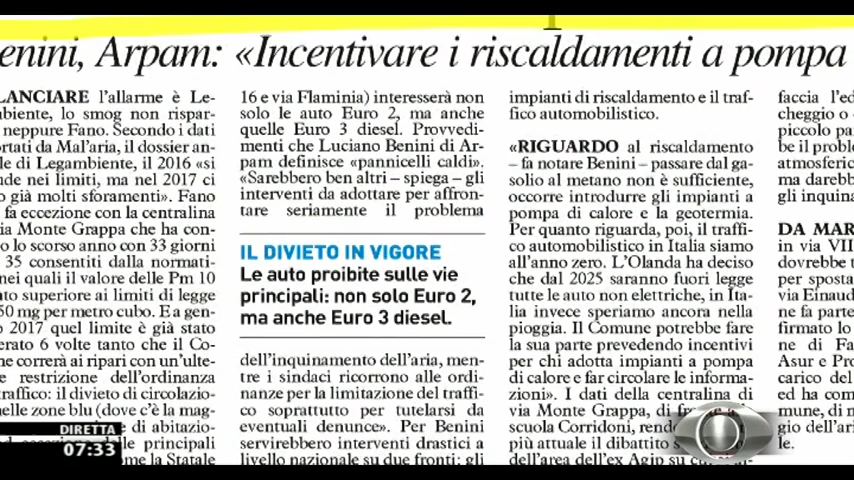 enini, Arpam: «Incentivare i riscaldamenti a pompa
LANCIARE l'allarme è Le-
biente, lo smog non rispar-
neppure Fano. Secondo i dati
ortati da Mal'aria, il dossier an-
le di Legambiente, il 2016 «si
de nei limiti, ma nel 2017 ci
o già molti sforamenti». Fano
fa eccezione con la centralina
ia Monte Grappa che ha con-
o lo scorso anno con 33 giorni
35 consentiti dalla normati-
nei quali il valore delle Pm 10
ato superiore ai limiti di legge
50 mg per metro cubo. E a gen-
2017 quel limite è già stato
erato 6 volte tanto che il Co-
e correrà ai ripari con un'ulte-
e restrizione dell'ordinanza
traffico: il divieto di circolazio-
nelle zone blu (dove c'è la mag-
e di abitazio-
delle principali
ome la Statale
16 e via Flaminia) interesserà non
solo le auto Euro 2, ma anche
quelle Euro 3 diesel. Provvedi-
menti che Luciano Benini di Ar-
pam definisce «pannicelli caldi».
«Sarebbero ben altri – spiega – gli
interventi da adottare per affron-
tare seriamente il problema
IL DIVIETO IN VIGORE
Le auto proibite sulle vie
principali: non solo Euro 2,
ma anche Euro 3 diesel.
dell'inquinamento dell'aria, men-
tre i sindaci ricorrono alle ordi-
nanze per la limitazione del traffi-
co soprattutto per tutelarsi da
eventuali denunce». Per Benini
servirebbero interventi drastici a
livello nazionale su due fronti: gli
impianti di riscaldamento e il traf-
fico automobilistico.
«RIGUARDO al riscaldamento
– fa notare Benini – passare dal ga-
solio al metano non è sufficiente,
occorre introdurre gli impianti a
pompa di calore e la geotermia.
Per quanto riguarda, poi, il traffi-
co automobilistico in Italia siamo
all'anno zero. L'Olanda ha deciso
che dal 2025 saranno fuori legge
tutte le auto non elettriche, in Ita-
lia invece speriamo ancora nella
pioggia. Il Comune potrebbe fare
la sua parte prevedendo incentivi
per chi adotta impianti a pompa
di calore e far circolare le informa-
zioni». I dati della centralina di
via Monte Grappa, di
scuola Corridoni, rend
più attuale il dibattito s
dell'area dell'ex Agip su
faccia l'ed
cheggio o
piccolo pa
be il proble
atmosferic
ma darebb
gli inquina
DA MAR
in via VII
dovrebbe t
per sposta
via Einaud
ne fa parte
firmato lo
ne di Fa
Asur e Pro
carico del
ed ha com
mune, di m
gio dell'ari
le.
DIRETTA
07:33